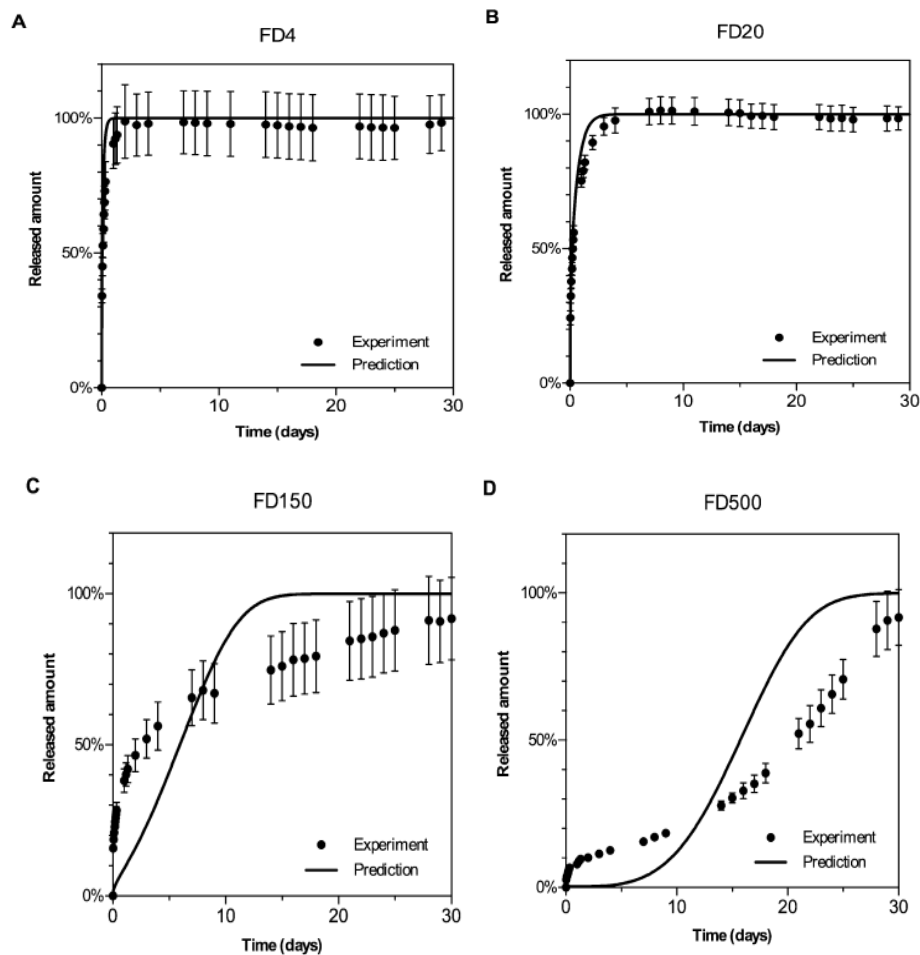 A
FD4
100%
50%
0%
Released amount
0
10
20
30
Time (days)
Experiment
Prediction
B
FD20
100%
50%
0%
Released amount
0
10
20
30
Time (days)
Experiment
Prediction
C
FD150
100%
50%
0%
Released amount
0
10
20
30
Time (days)
Experiment
Prediction
D
FD500
100%
50%
0%
Released amount
0
10
20
30
Time (days)
Experiment
Prediction